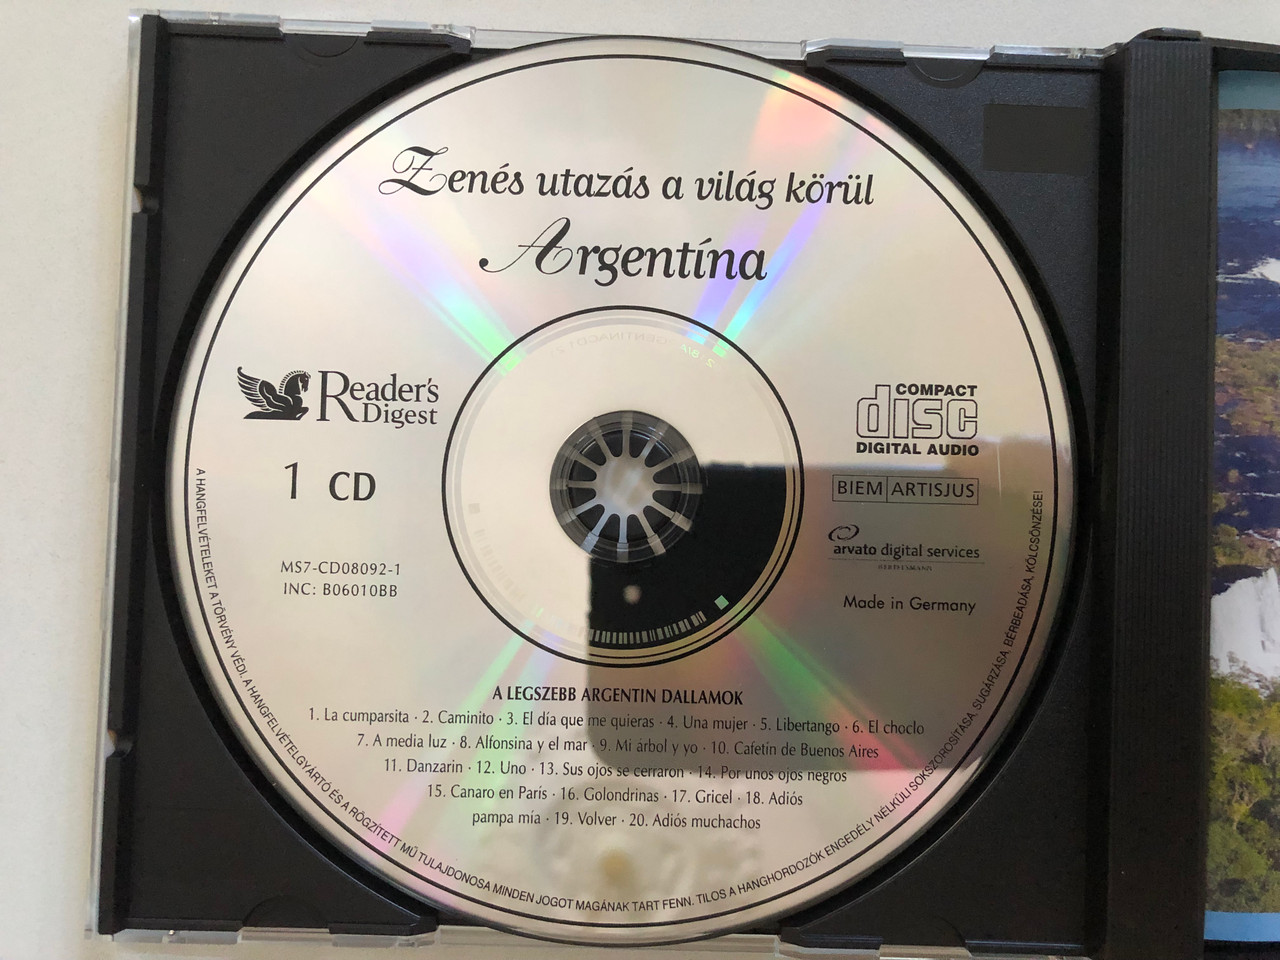 Zenés utazás a világ körül
Argentína
Reader's
Digest
COMPACT
disc
DIGITAL AUDIO
1 CD
BIEM ARTISJUS
arvato digital services
MS7-CD08092-1
INC: B06010BB
Made in Germany
A LEGSZEBB ARGENTIN DALLAMOK
1. La cumparsita · 2. Caminito · 3. El día que me quieras · 4. Una mujer · 5. Libertango · 6. El choclo
7. A media luz · 8. Alfonsina y el mar · 9. Mi árbol y yo · 10. Cafetín de Buenos Aires
11. Danzarin · 12. Uno · 13. Sus ojos se cerraron · 14. Por unos ojos negros
15. Canaro en París · 16. Golondrinas · 17. Gricel · 18. Adiós
pampa mía · 19. Volver · 20. Adiós muchachos
A HANGFELVÉTELEKET A TÖRVÉNY VÉDI. A HANGFELVÉTELGYÁRTÓ ÉS A RÖGZÍTETT MŰ TULAJDONOSA MINDEN JOGOT MAGÁNAK TART FENN. TILOS A HANGHORDOZÓK ENGEDÉLY NÉLKÜLI SOKSZOROSÍTÁSA, SUGÁRZÁSA, BÉRBEADÁSA, KÖLCSÖNZÉSE!